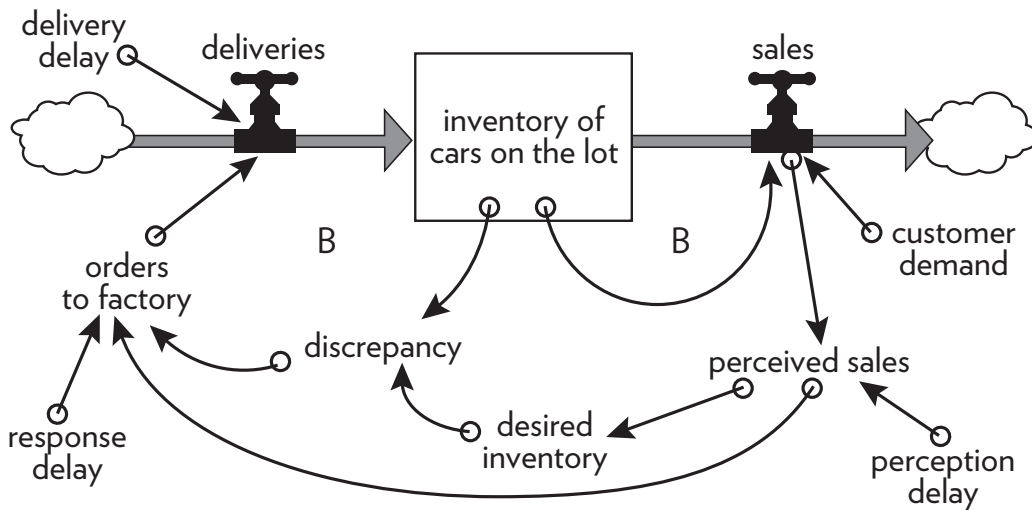 delivery
delay
deliveries
sales
inventory of
cars on the lot
B
B
customer
demand
orders
to factory
discrepancy
perceived sales
desired
inventory
response
delay
perception
delay